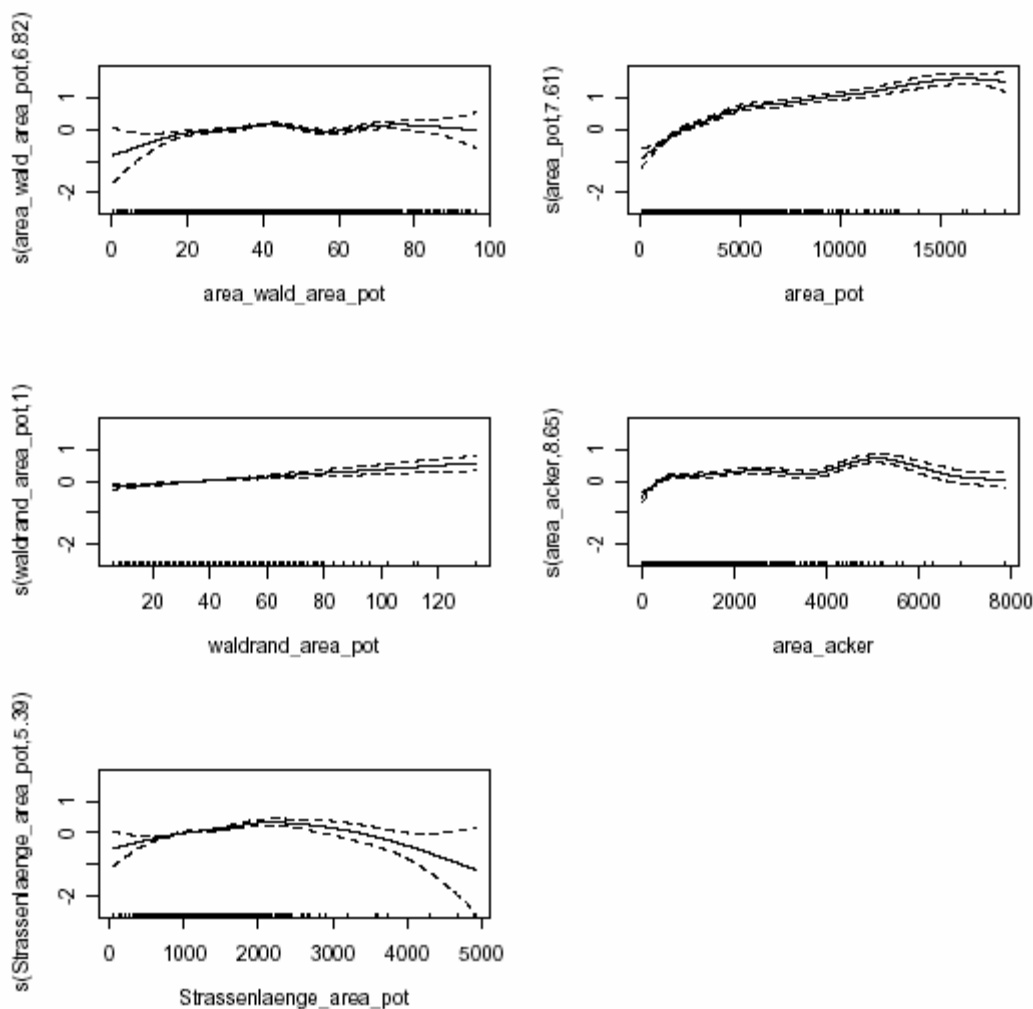 s(area_wald_area_pot,6.82)
1
0
-2
0 20 40 60 80 100
area_wald_area_pot
s(area_pot,7.61)
1
0
-2
0 5000 10000 15000
area_pot
s(waldrand_area_pot,1)
1
0
-2
20 40 60 80 100 120
waldrand_area_pot
s(area_acker,8.65)
1
0
-2
0 2000 4000 6000 8000
area_acker
s(Strassenlaenge_area_pot,5.39)
1
0
-2
0 1000 2000 3000 4000 5000
Strassenlaenge_area_pot